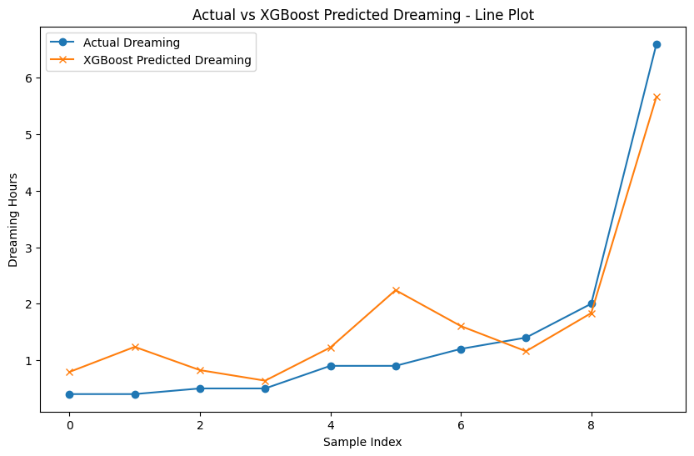 Actual vs XGBoost Predicted Dreaming - Line Plot
Actual Dreaming
XGBoost Predicted Dreaming
Dreaming Hours
6
5
4
3
2
1
0
2
4
6
8
Sample Index